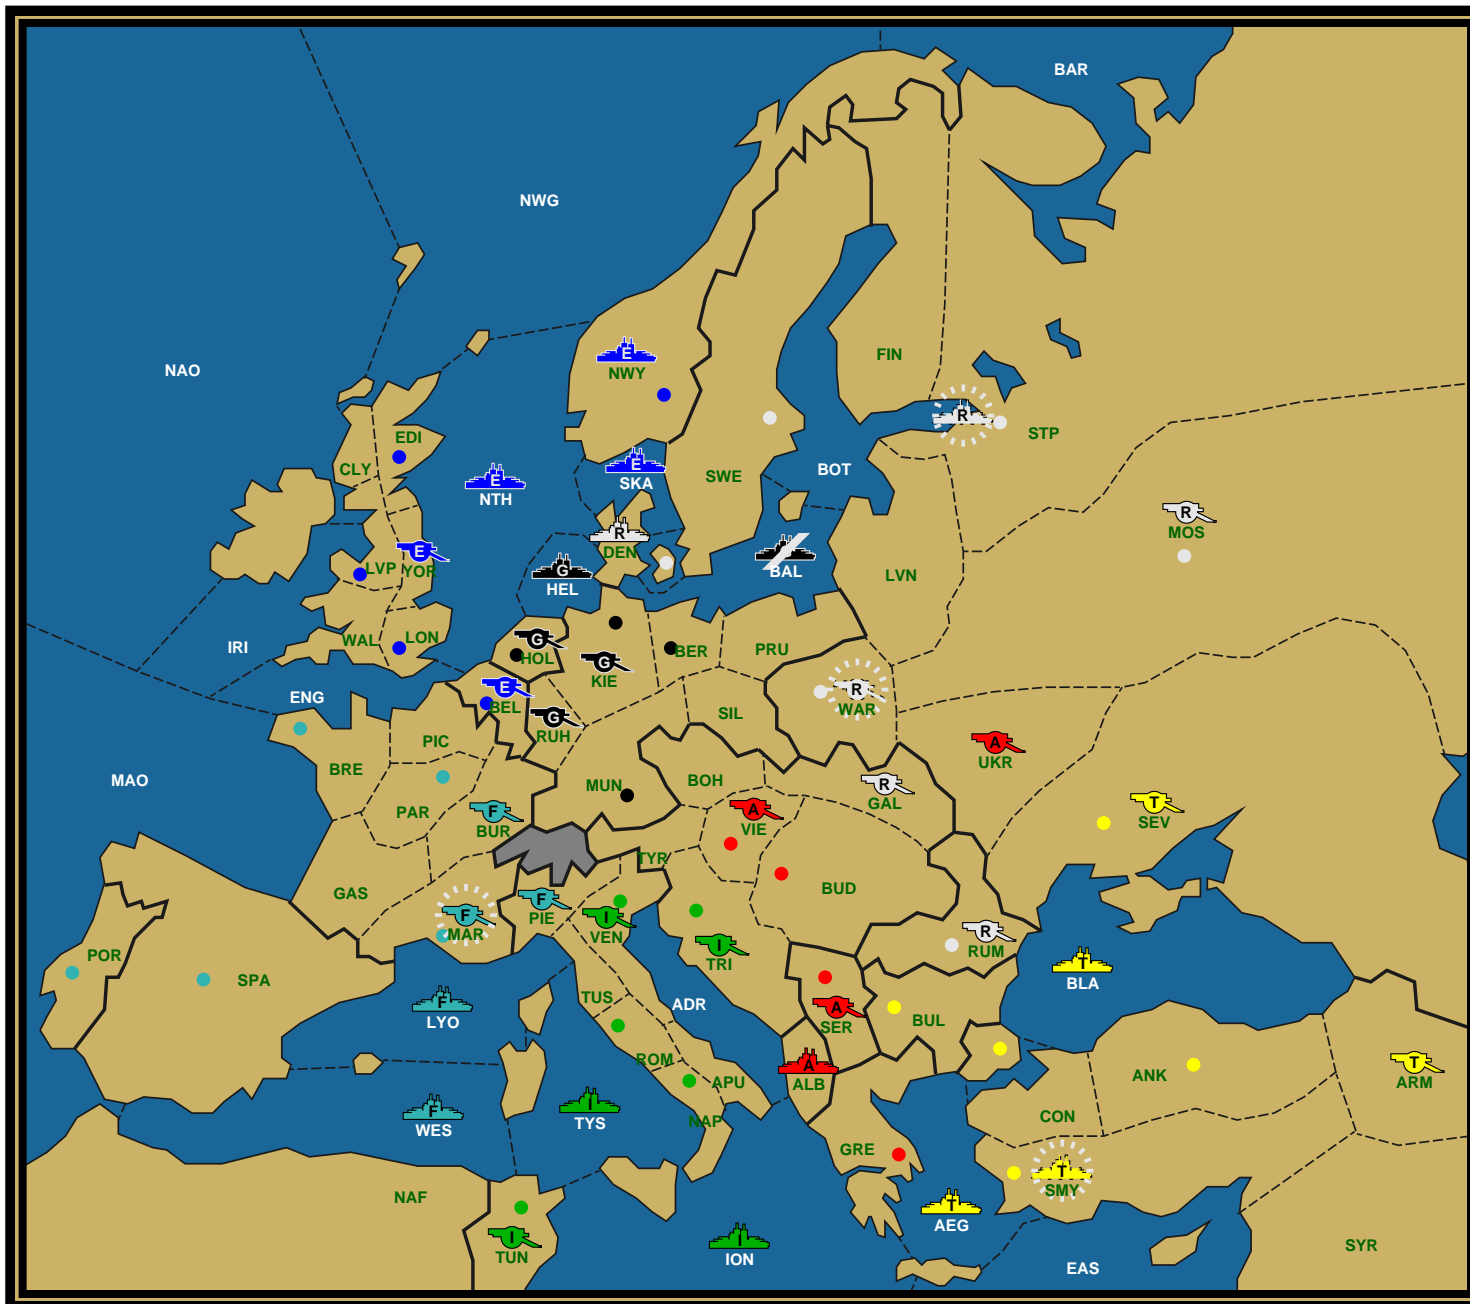 BAR
NWG
E
NWY
FIN
NAO
R
STP
EDI
CLY
E
NTH
E
SKA
SWE
BOT
R
MOS
R
DEN
G
HEL
BAL
LVN
E
YOR
LVP
IRI
WAL
LON
G
HOL
G
KIE
BER
PRU
R
WAR
ENG
E
BEL
G
RUH
SIL
A
UKR
PIC
BRE
MAO
PAR
F
BUR
MUN
BOH
A
VIE
R
GAL
T
SEV
TYR
BUD
GAS
F
MAR
F
PIE
I
VEN
I
TRI
R
RUM
POR
SPA
T
BLA
F
LYO
TUS
ADR
A
SER
BUL
ROM
A
ALB
APU
ANK
T
ARM
F
WES
I
TYS
NAP
CON
GRE
T
SMY
NAF
I
TUN
T
AEG
I
ION
SYR
EAS